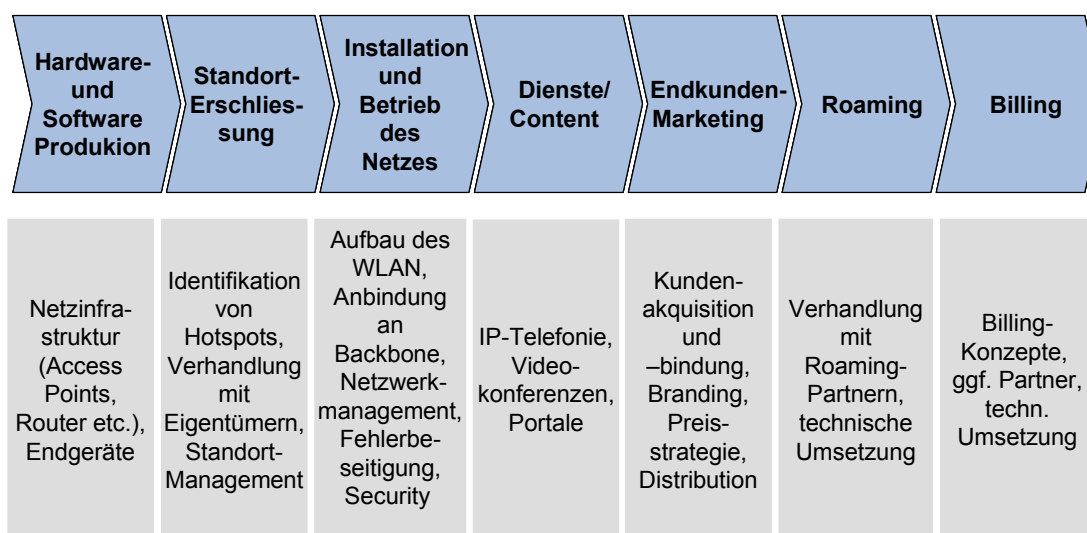 Hardware-
und
Software
Produkion
Standort-
Erschlies-
sung
Installation
und
Betrieb
des
Netzes
Dienste/
Content
Endkunden-
Marketing
Roaming
Billing
Netzinfra-
struktur
(Access
Points,
Router etc.),
Endgeräte
Identifikation
von
Hotspots,
Verhandlung
mit
Eigentümern,
Standort-
Management
Aufbau des
WLAN,
Anbindung
an
Backbone,
Netzwerk-
management,
Fehlerbe-
seitigung,
Security
IP-Telefonie,
Video-
konferenzen,
Portale
Kunden-
akquisition
und
–bindung,
Branding,
Preis-
strategie,
Distribution
Verhandlung
mit
Roaming-
Partnern,
technische
Umsetzung
Billing-
Konzepte,
ggf. Partner,
techn.
Umsetzung